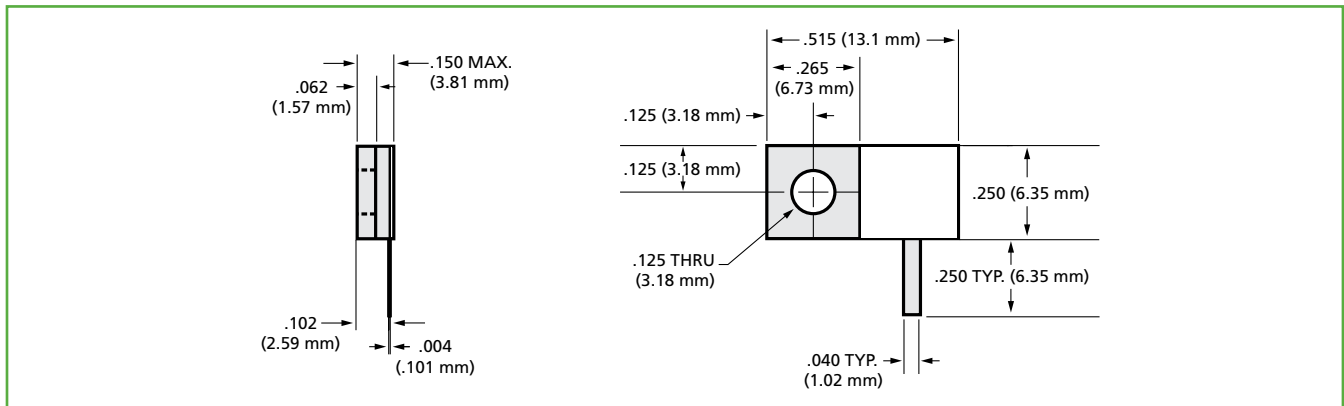 .150 MAX.
(3.81 mm)
.062
(1.57 mm)
.102
(2.59 mm)
.004
(.101 mm)
.515 (13.1 mm)
.265
(6.73 mm)
.125 (3.18 mm)
.125 (3.18 mm)
.250 (6.35 mm)
.125 THRU
(3.18 mm)
.250 TYP. (6.35 mm)
.040 TYP.
(1.02 mm)